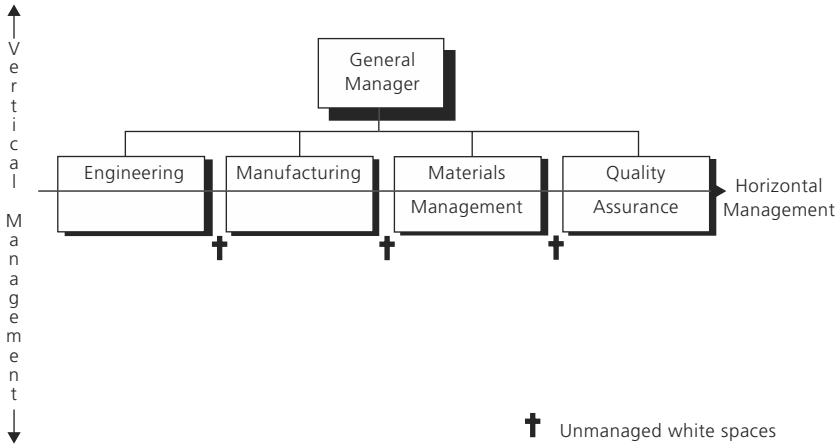 Vertical Management
General
Manager
Engineering
Manufacturing
Materials
Management
Quality
Assurance
Horizontal
Management
Unmanaged white spaces